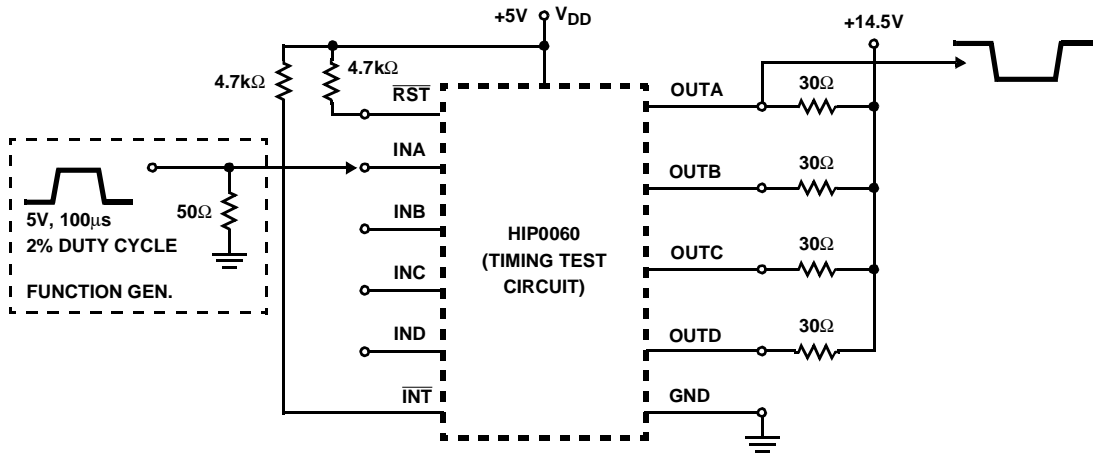 +5V
V_DD
+14.5V
4.7kΩ
4.7kΩ
30Ω
RST
OUTA
INA
OUTB
30Ω
50Ω
5V, 100μs
2% DUTY CYCLE
INB
HIP0060
(TIMING TEST
CIRCUIT)
30Ω
INC
OUTC
FUNCTION GEN.
30Ω
IND
OUTD
INT
GND